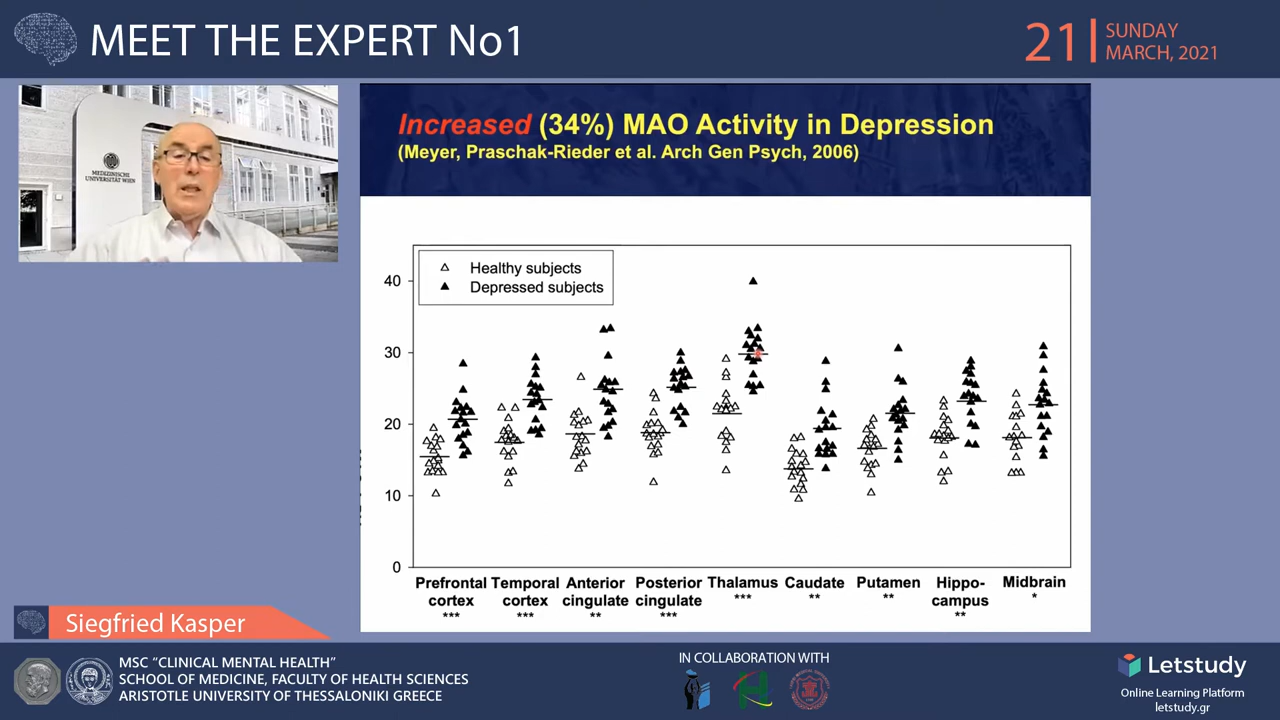 MEET THE EXPERT No1
21
SUNDAY
MARCH, 2021
MEDIZINISCHE
UNIVERSITÄT WIEN
Increased (34%) MAO Activity in Depression
(Meyer, Praschak-Rieder et al. Arch Gen Psych, 2006)
Healthy subjects
Depressed subjects
40
30
20
10
0
Prefrontal cortex ***
Temporal cortex ***
Anterior cingulate **
Posterior cingulate ***
Thalamus ***
Caudate **
Putamen **
Hippo-campus **
Midbrain *
Siegfried Kasper
MSC “CLINICAL MENTAL HEALTH”
SCHOOL OF MEDICINE, FACULTY OF HEALTH SCIENCES
ARISTOTLE UNIVERSITY OF THESSALONIKI GREECE
IN COLLABORATION WITH
Letstudy
Online Learning Platform
letstudy.gr